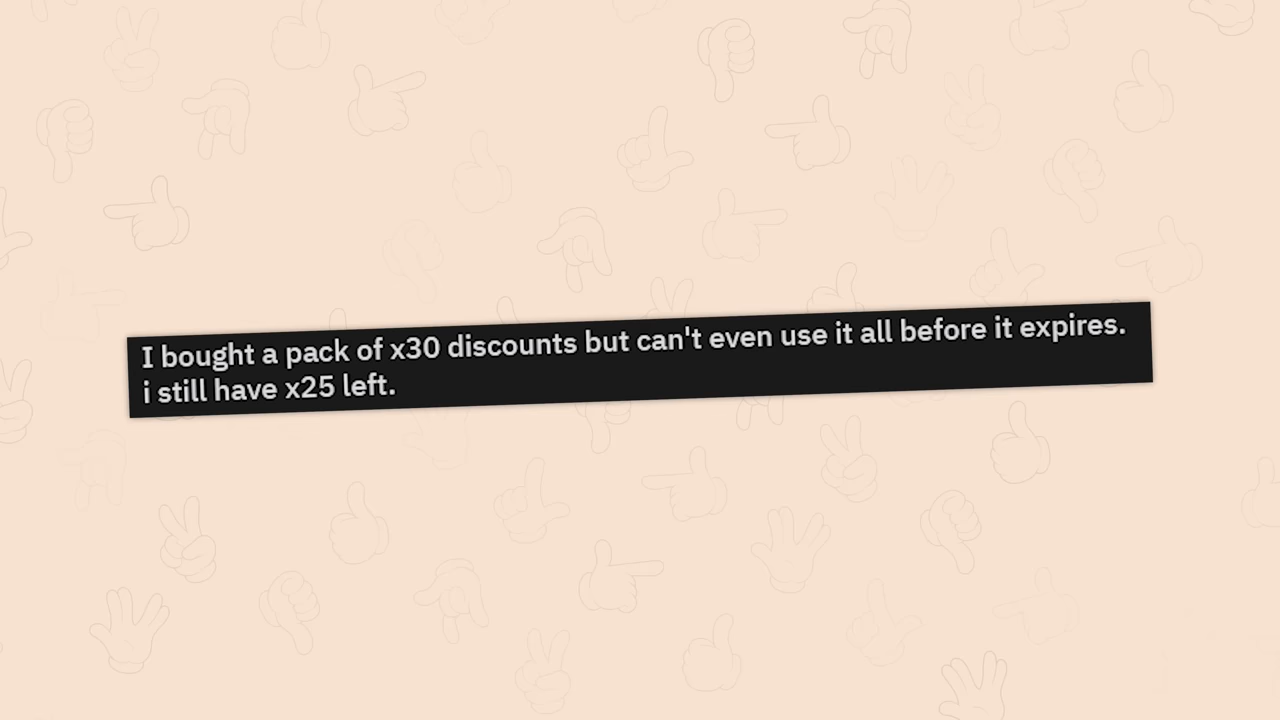 I bought a pack of x30 discounts but can't even use it all before it expires.
i still have x25 left.